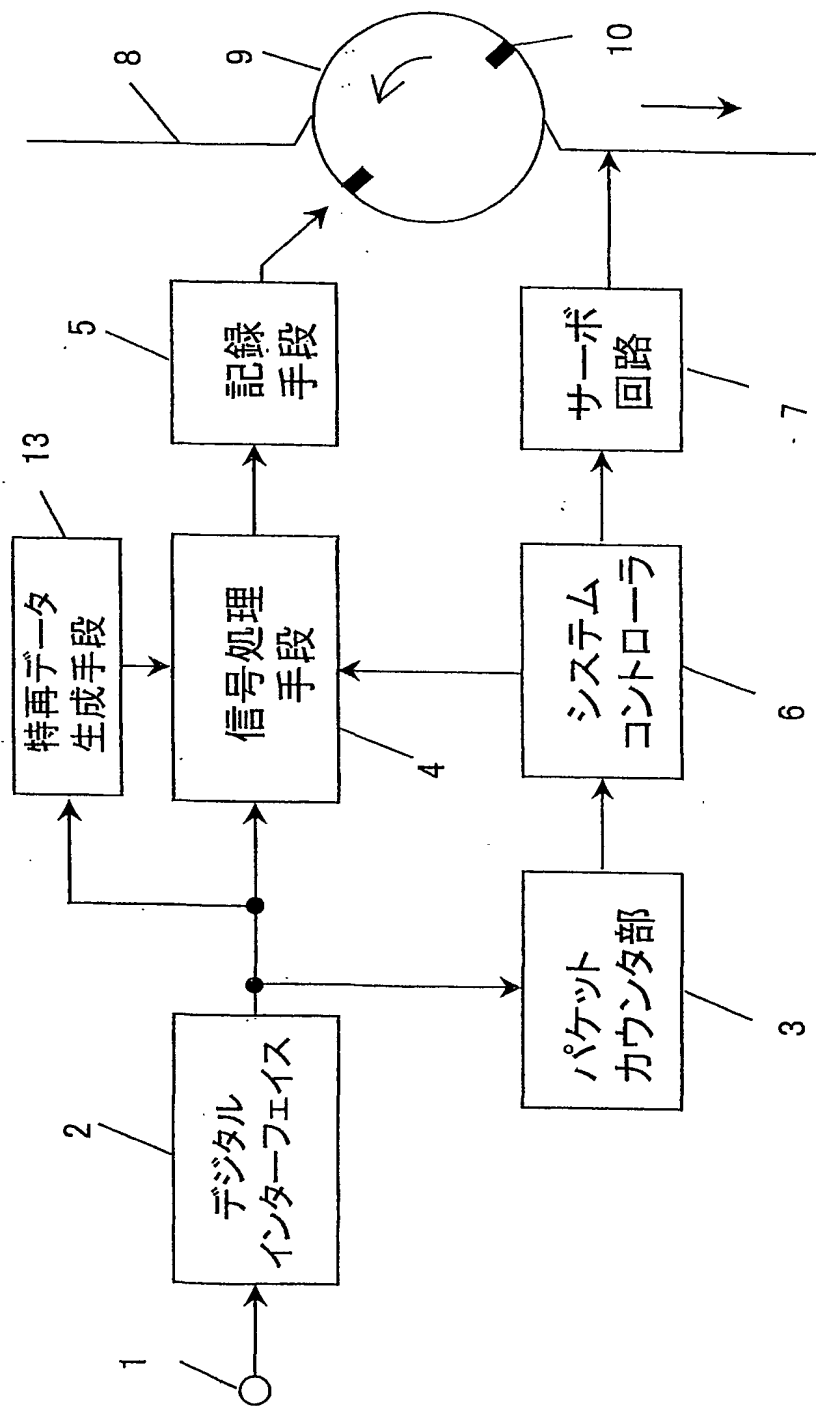 1
2
デジタル
インターフェイス
3
パケット
カウンタ部
13
特再データ
生成手段
4
信号処理
手段
6
システム
コントローラ
5
記録
手段
7
サーボ
回路
8
9
10